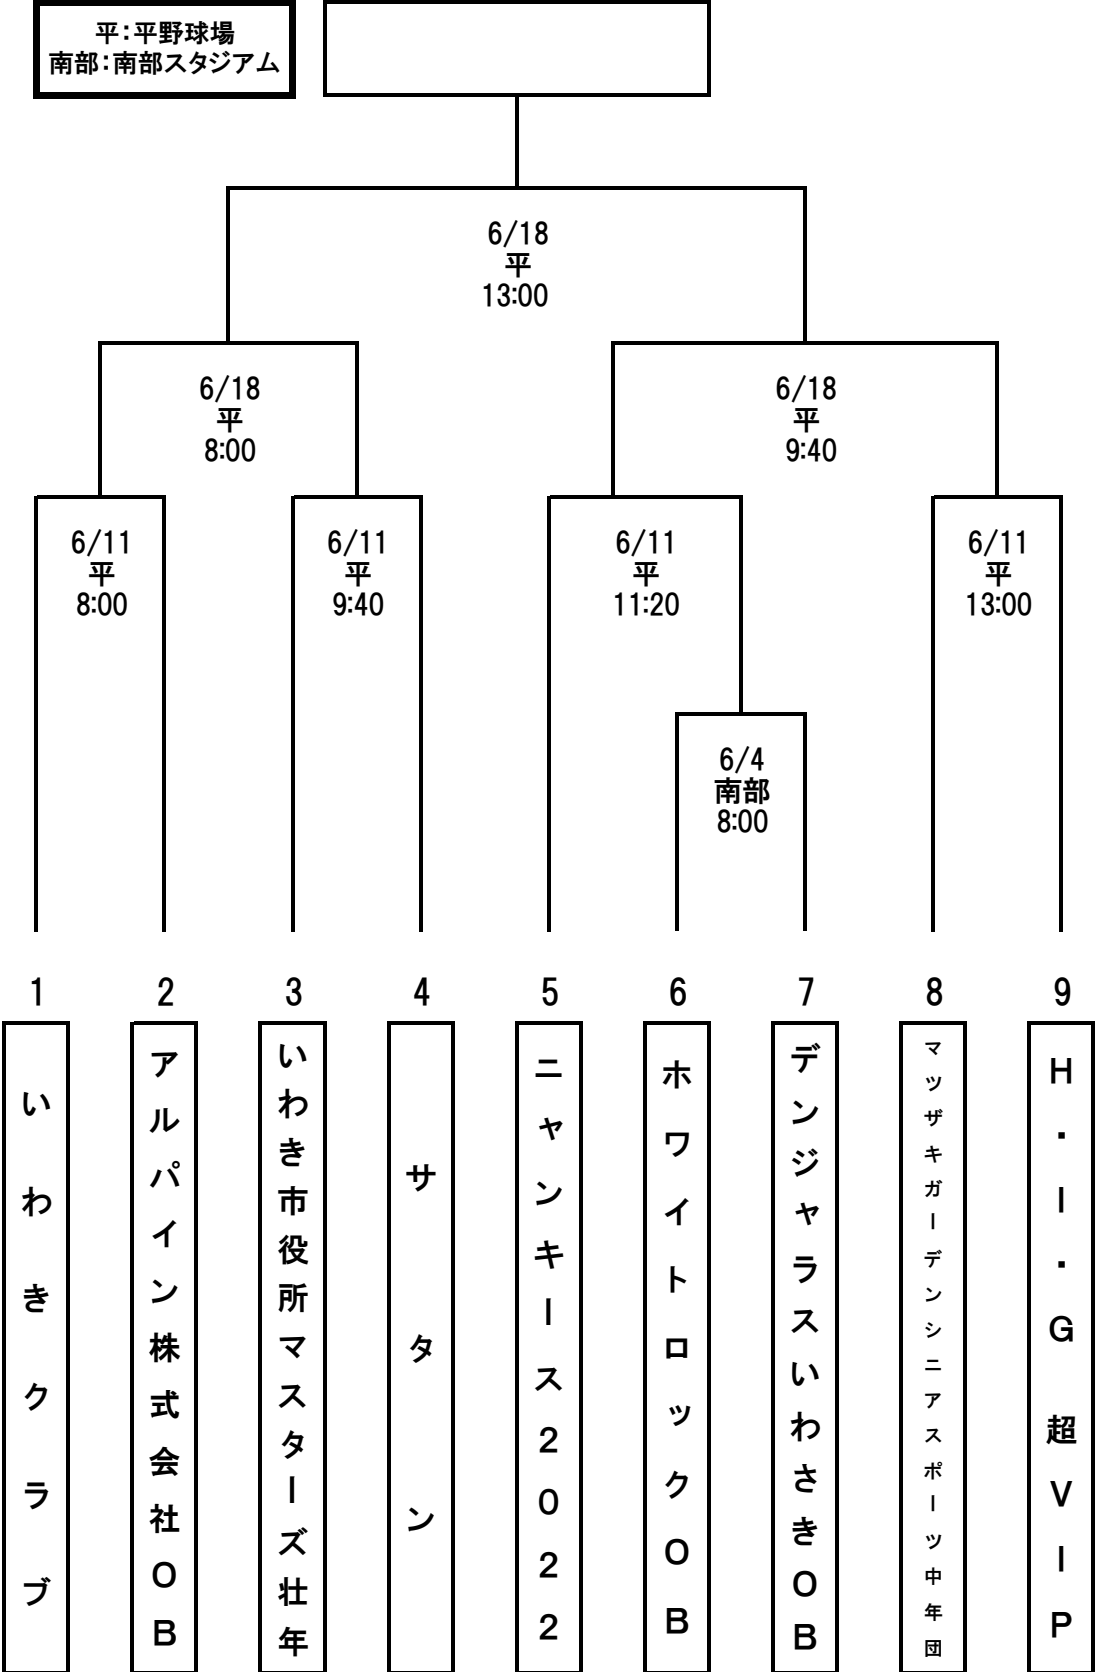 平:平野球場
南部:南部スタジアム
6/18
平
13:00
6/18
平
8:00
6/18
平
9:40
6/11
平
8:00
6/11
平
9:40
6/11
平
11:20
6/11
平
13:00
6/4
南部
8:00
1
2
3
4
5
6
7
8
9
いわきクラブ
アルパイン株式会社OB
いわき市役所マスターズ壮年
サタン
ニャンキース2022
ホワイトロックOB
デンジャラスいわさきOB
マツザキガーデンシニアスポーツ中年団
H・I・G 超VIP